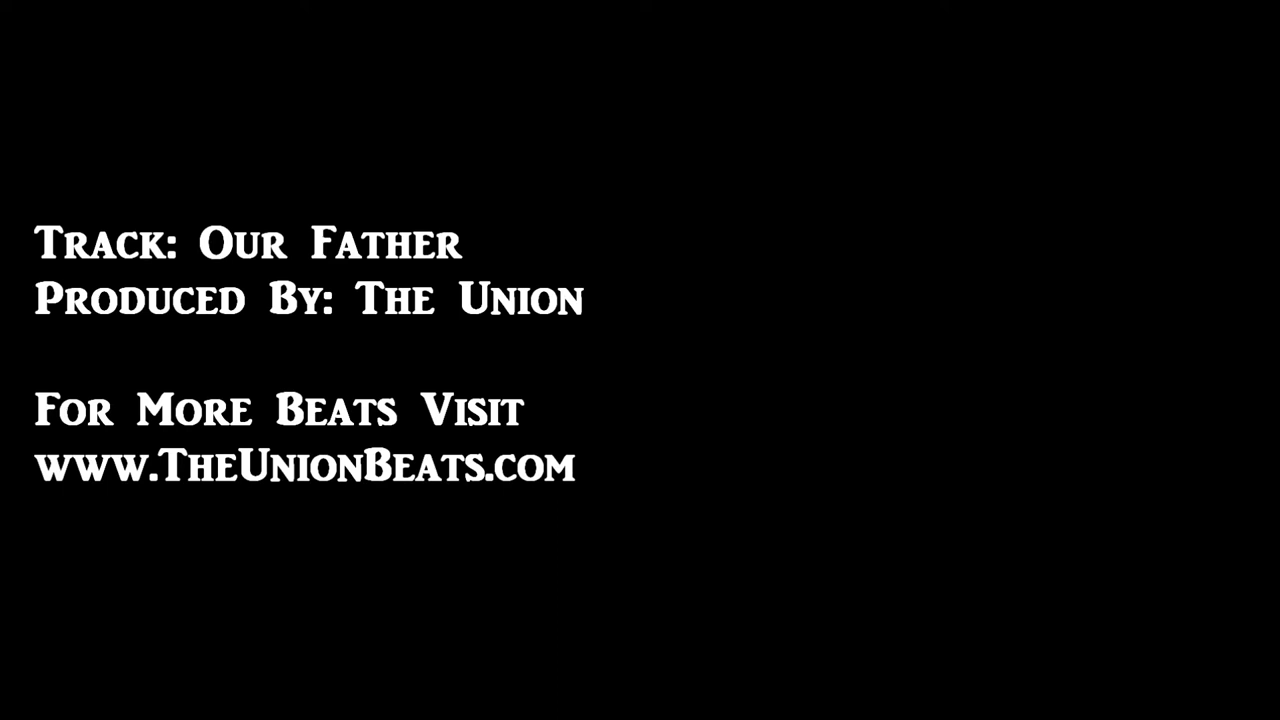 Track: Our Father
Produced By: The Union
For More Beats Visit
www.TheUnionBeats.com